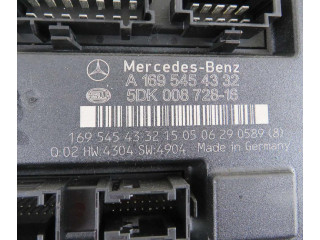 Mercedes-Benz
A 169 545 43 32
5DK 008 728-16
169 545 43 32 15 05 06 29 0589 (8)
Q:02 HW:4304 SW:4904 Made in Germany